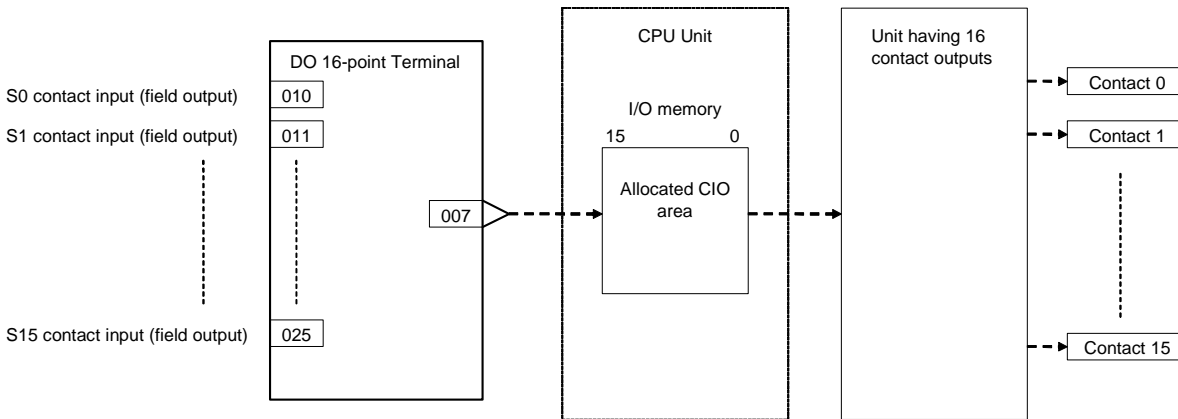 CPU Unit
Unit having 16
contact outputs
DO 16-point Terminal
S0 contact input (field output)
010
Contact 0
I/O memory
S1 contact input (field output)
011
15
0
Contact 1
Allocated CIO
area
007
S15 contact input (field output)
025
Contact 15